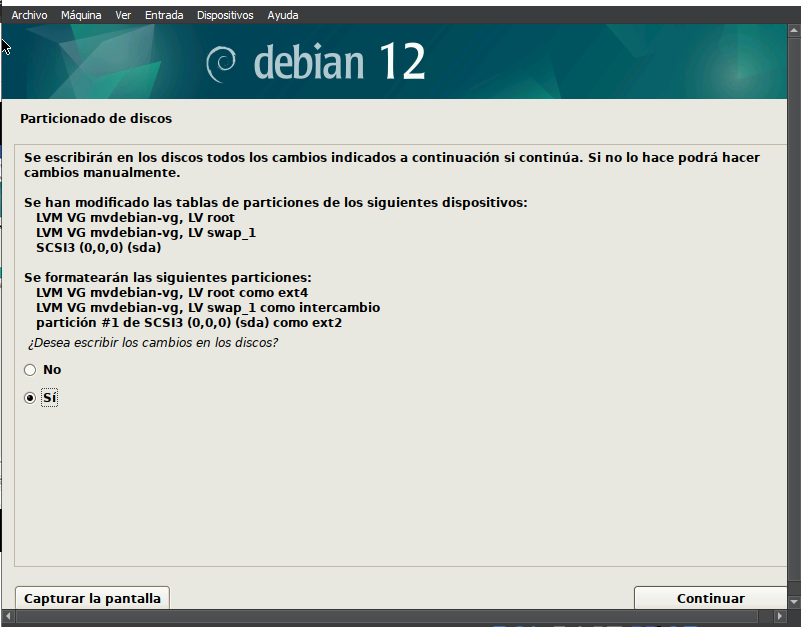 Archivo Máquina Ver Entrada Dispositivos Ayuda
debian 12
Particionado de discos
Se escribirán en los discos todos los cambios indicados a continuación si continúa. Si no lo hace podrá hacer
cambios manualmente.
Se han modificado las tablas de particiones de los siguientes dispositivos:
LVM VG mvdebian-vg, LV root
LVM VG mvdebian-vg, LV swap_1
SCSI3 (0,0,0) (sda)
Se formatearán las siguientes particiones:
LVM VG mvdebian-vg, LV root como ext4
LVM VG mvdebian-vg, LV swap_1 como intercambio
partición #1 de SCSI3 (0,0,0) (sda) como ext2
¿Desea escribir los cambios en los discos?
No
Sí
Capturar la pantalla Continuar